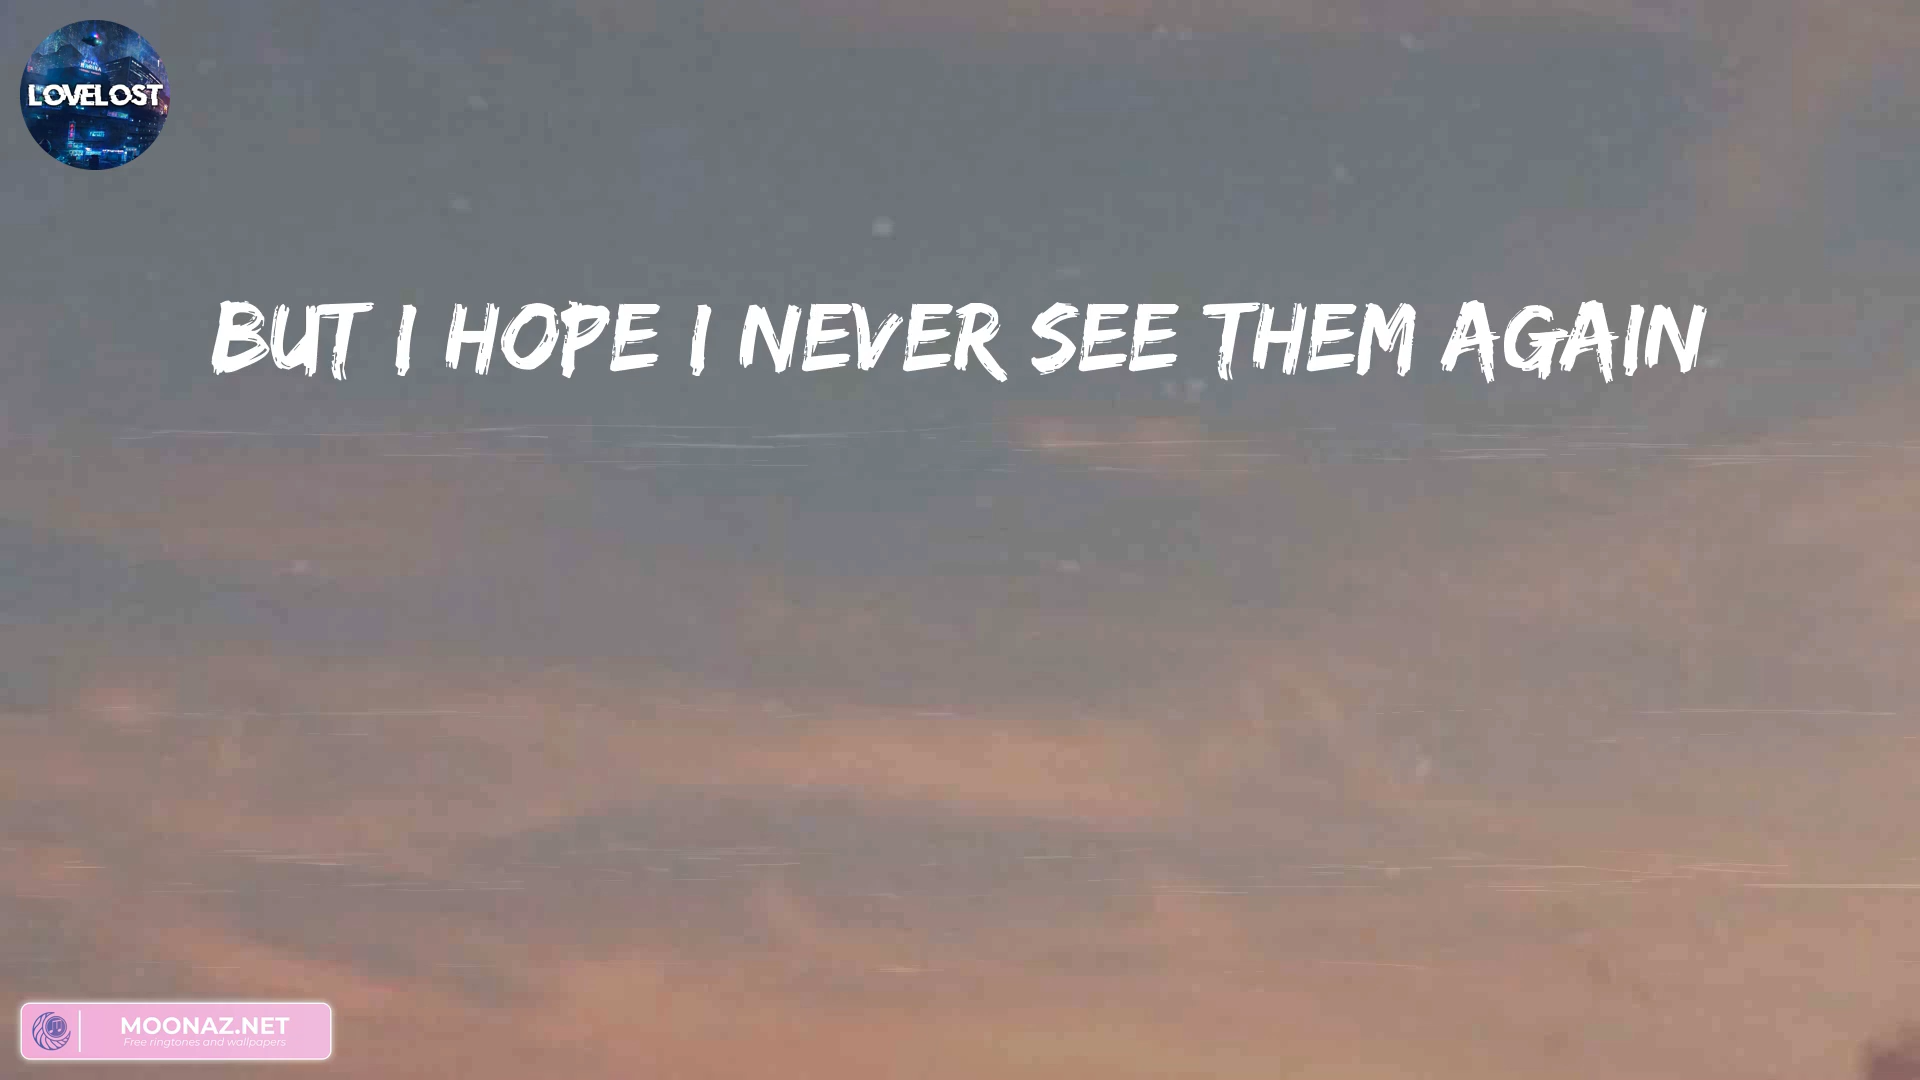 LOVELOST
BUT I HOPE I NEVER SEE THEM AGAIN
MOONAZ.NET
Free ringtones and wallpapers